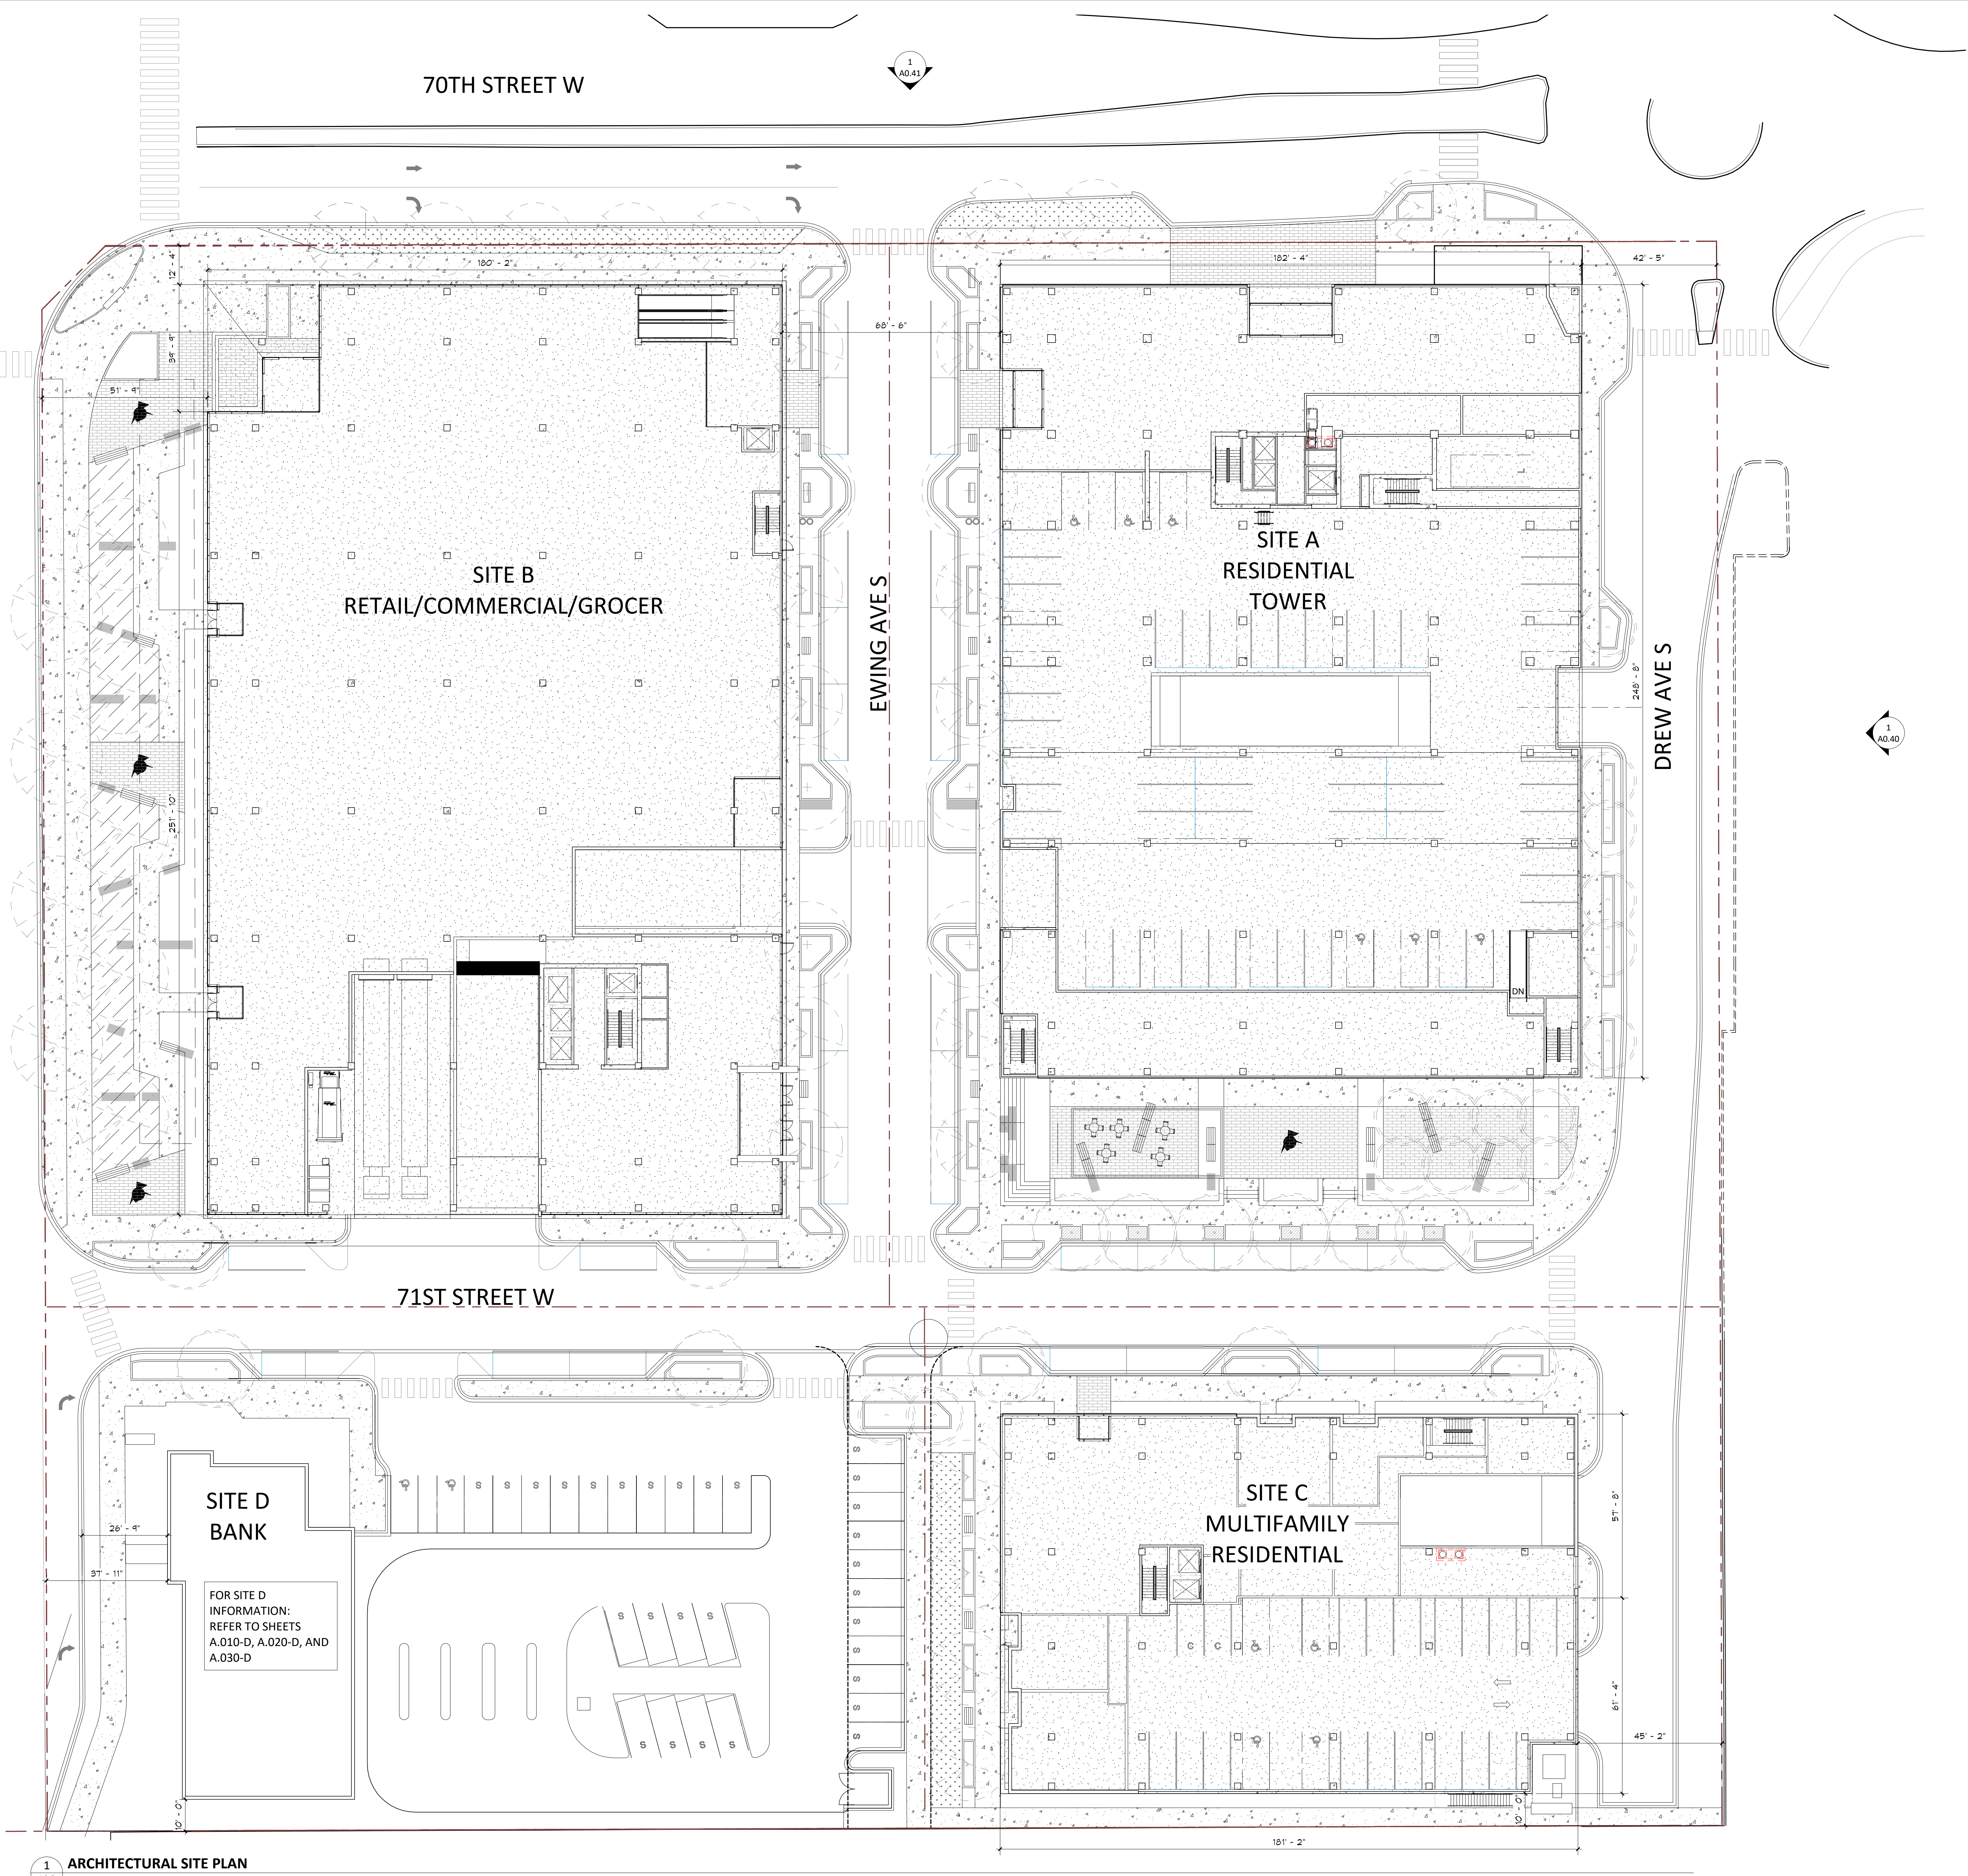 1
A0.41
70TH STREET W
12' - 4"
180' - 2"
182' - 4"
42' - 5"
68' - 6"
39' - 9"
51' - 9"
SITE B
RETAIL/COMMERCIAL/GROCER
SITE A
RESIDENTIAL
TOWER
EWING AVE S
248' - 8"
DREW AVE S
1
A0.40
251' - 10"
DN
71ST STREET W
S S S S S S S S S S
SITE D
BANK
SITE C
MULTIFAMILY
RESIDENTIAL
57' - 8"
26' - 9"
37' - 11"
FOR SITE D
INFORMATION:
REFER TO SHEETS
A.010-D, A.020-D, AND
A.030-D
S S S S
S S S S
S
S
S
S
S
S
S
S
S
S
S
C C
61' - 4"
45' - 2"
10' - 0"
10' - 0"
181' - 2"
1
ARCHITECTURAL SITE PLAN